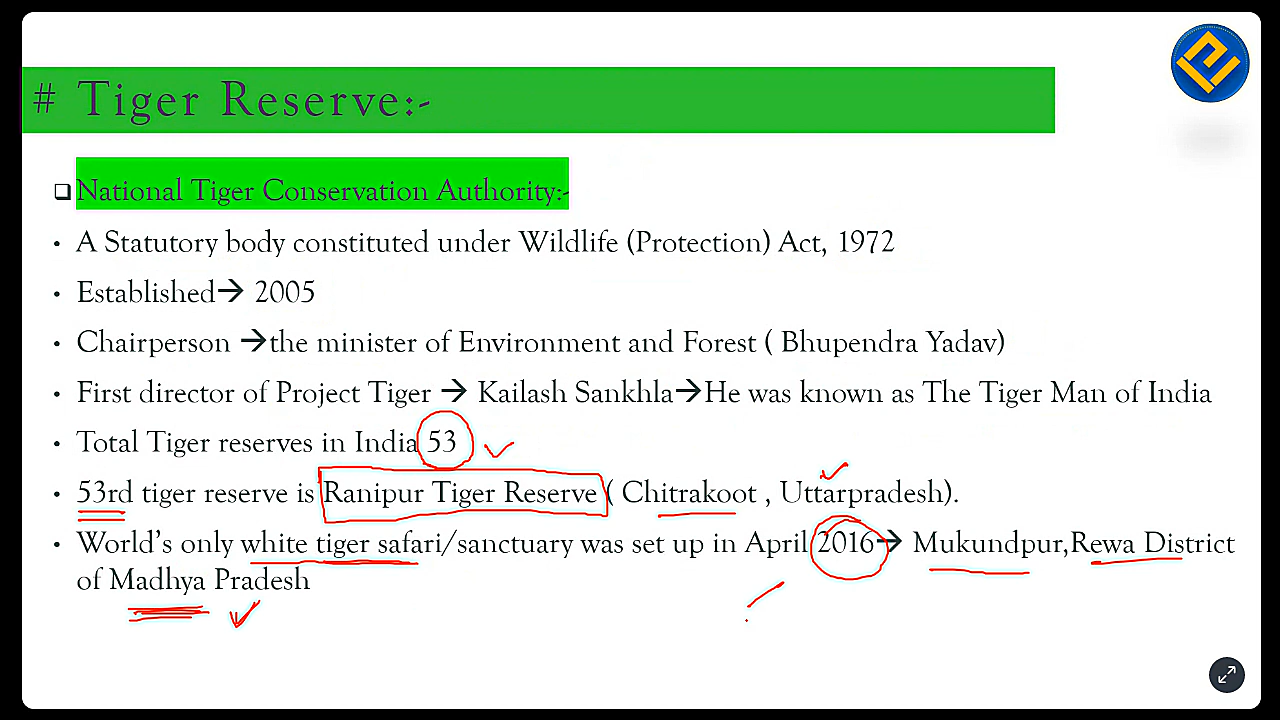 # Tiger Reserve:-
❑ National Tiger Conservation Authority:-
• A Statutory body constituted under Wildlife (Protection) Act, 1972
• Established→ 2005
• Chairperson →the minister of Environment and Forest ( Bhupendra Yadav)
• First director of Project Tiger → Kailash Sankhla→He was known as The Tiger Man of India
• Total Tiger reserves in India 53
• 53rd tiger reserve is Ranipur Tiger Reserve ( Chitrakoot , Uttarpradesh).
• World's only white tiger safari/sanctuary was set up in April 2016→ Mukundpur,Rewa District
of Madhya Pradesh